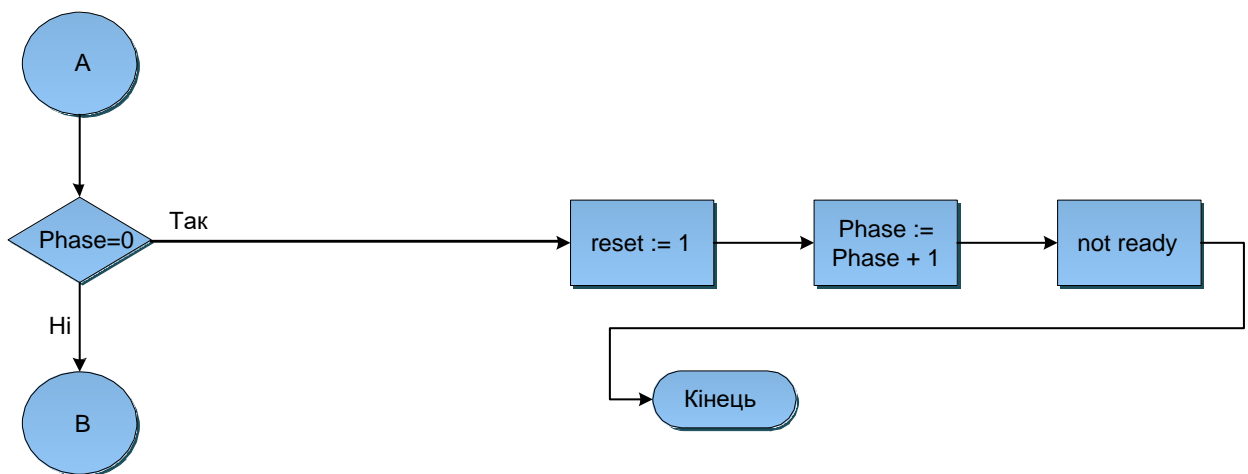 A
Phase=0
Так
reset := 1
Phase :=
Phase + 1
not ready
Ні
В
Кінець